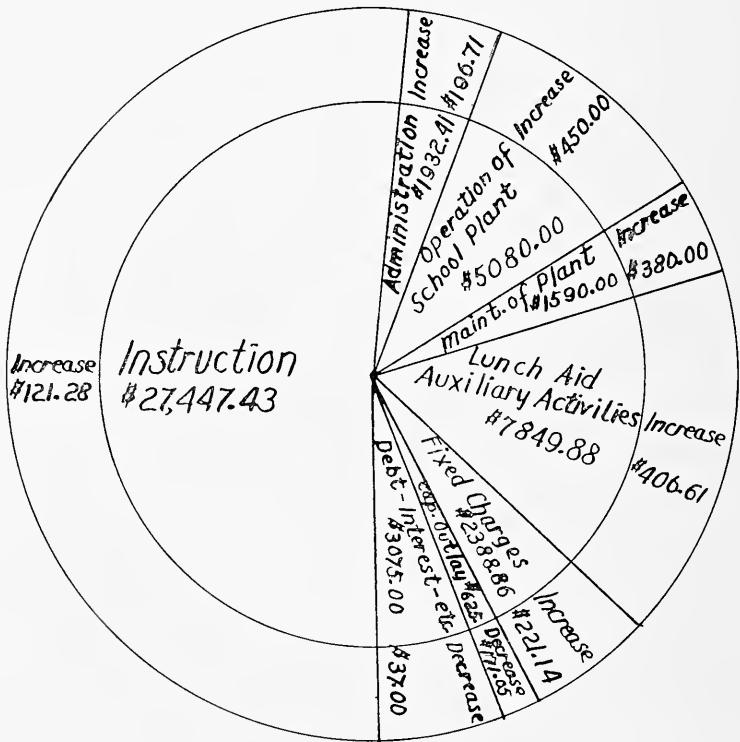 Administration Increase
$1932.41 $196.71
Operation of Increase
School Plant $450.00
$5080.00
Maint. of Plant Increase
$1590.00 $380.00
Instruction
$27,447.43
Increase
$121.28
Lunch Aid
Auxiliary Activities Increase
$7849.88 $406.61
Fixed Charges Increase
$2388.86 $221.14
Cap. Outlay $625. Decrease
$171.05
Debt-Interest-etc. Decrease
$3075.00 $37.00